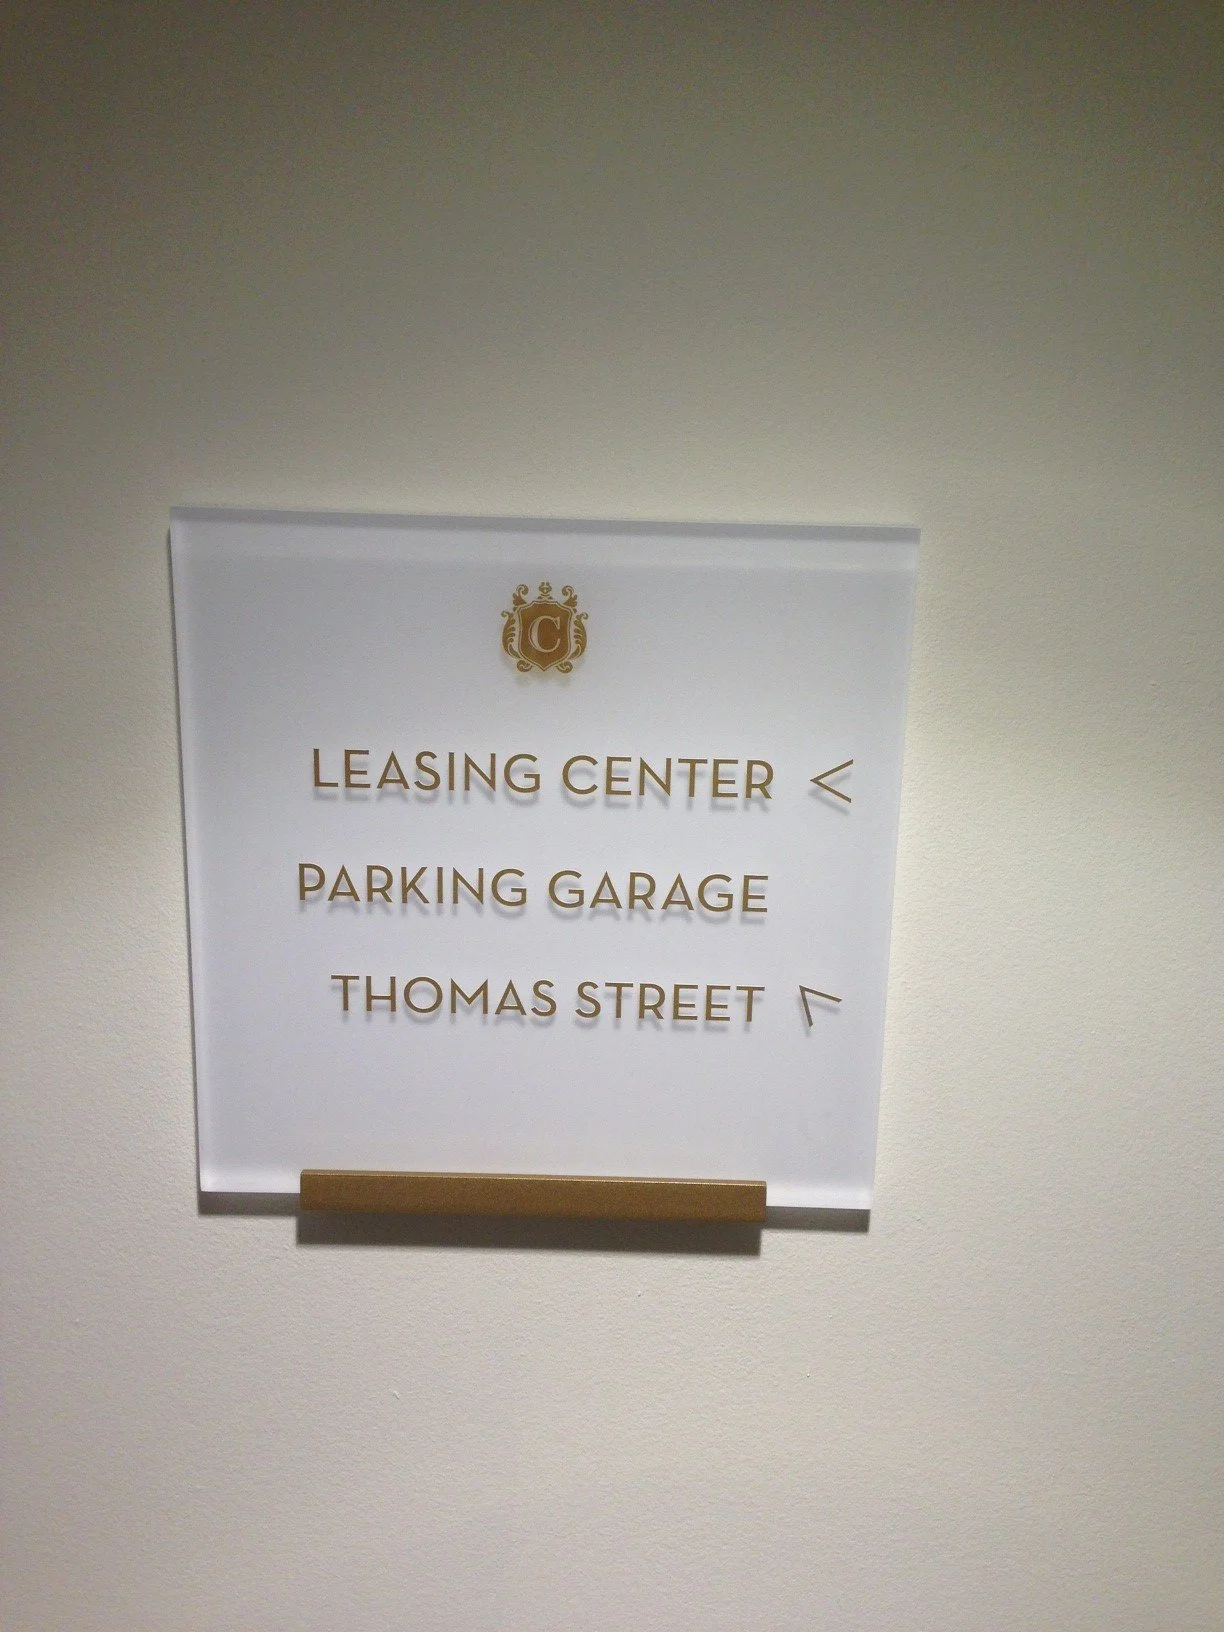 C
LEASING CENTER <
PARKING GARAGE
THOMAS STREET